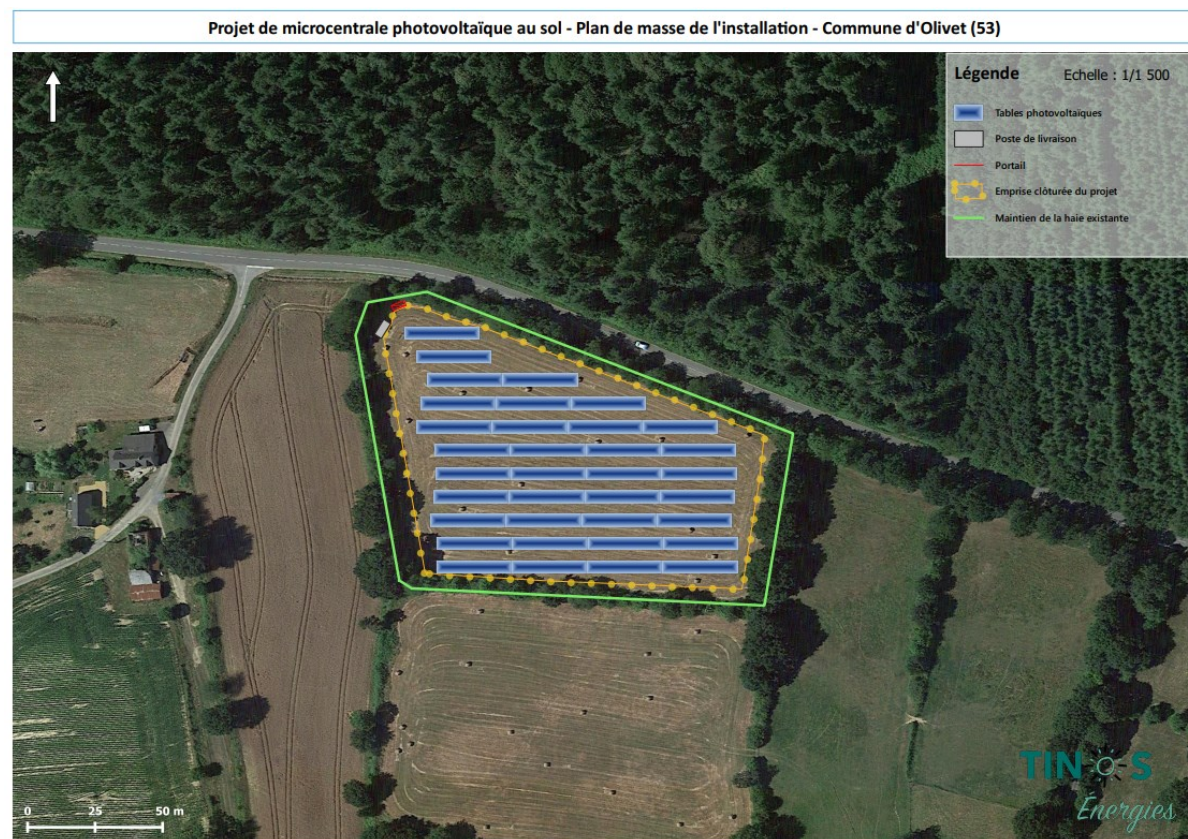 Projet de microcentrale photovoltaïque au sol - Plan de masse de l'installation - Commune d'Olivet (53)
Légende Echelle : 1/1 500
Tables photovoltaïques
Poste de livraison
Portail
Emprise clôturée du projet
Maintien de la haie existante
0 25 50 m
TINOS
Énergies